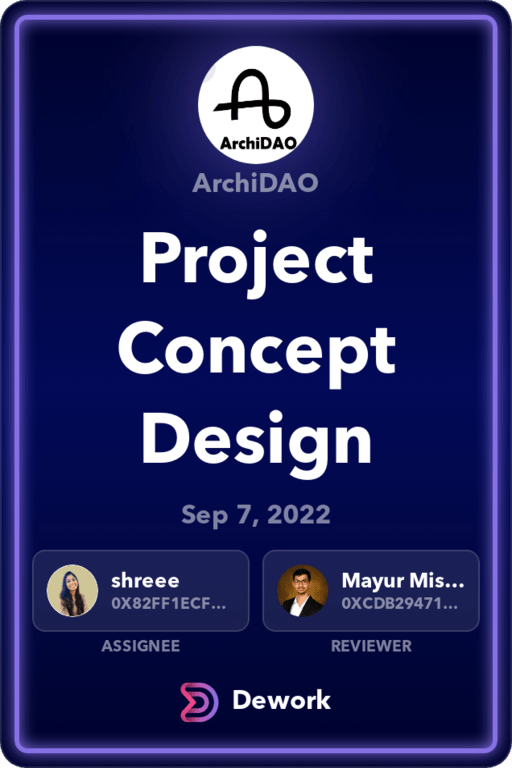 ArchiDAO
ArchiDAO
Project
Concept
Design
Sep 7, 2022
shreee
0X82FF1ECF...
ASSIGNEE
Mayur Mis...
0XCDB29471...
REVIEWER
Dework